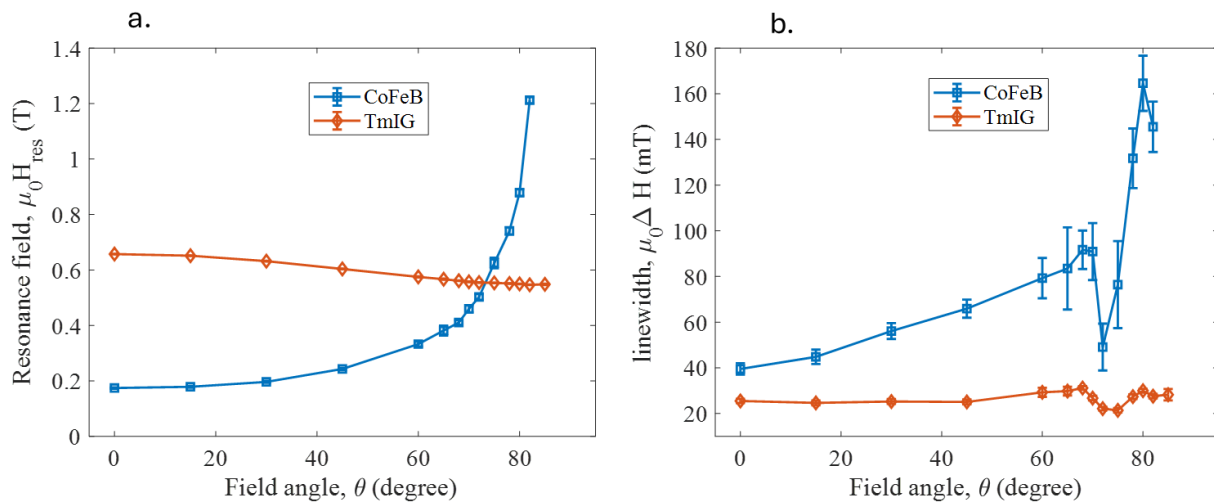 a.
1.4
1.2
1
0.8
0.6
0.4
0.2
0
0 20 40 60 80
Resonance field, μ₀H_res (T)
Field angle, θ (degree)
CoFeB
TmIG
b.
180
160
140
120
100
80
60
40
20
0 20 40 60 80
linewidth, μ₀Δ H (mT)
Field angle, θ (degree)
CoFeB
TmIG